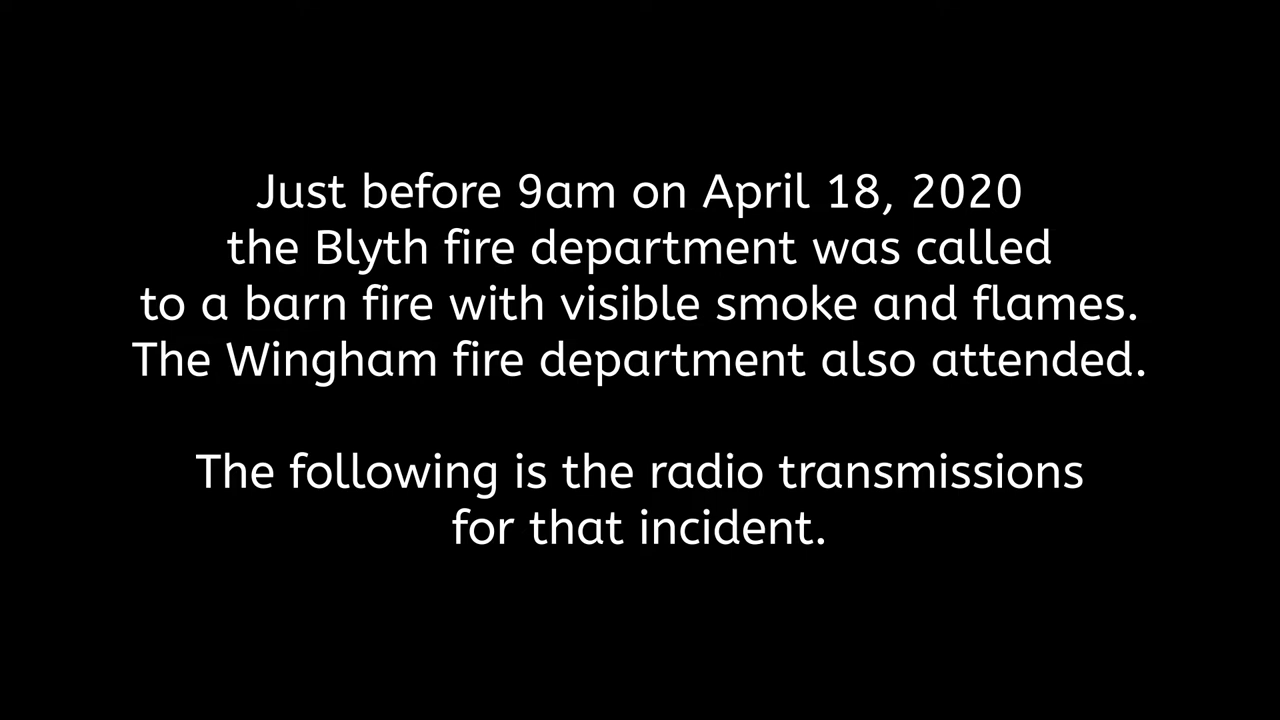 Just before 9am on April 18, 2020
the Blyth fire department was called
to a barn fire with visible smoke and flames.
The Wingham fire department also attended.
The following is the radio transmissions
for that incident.